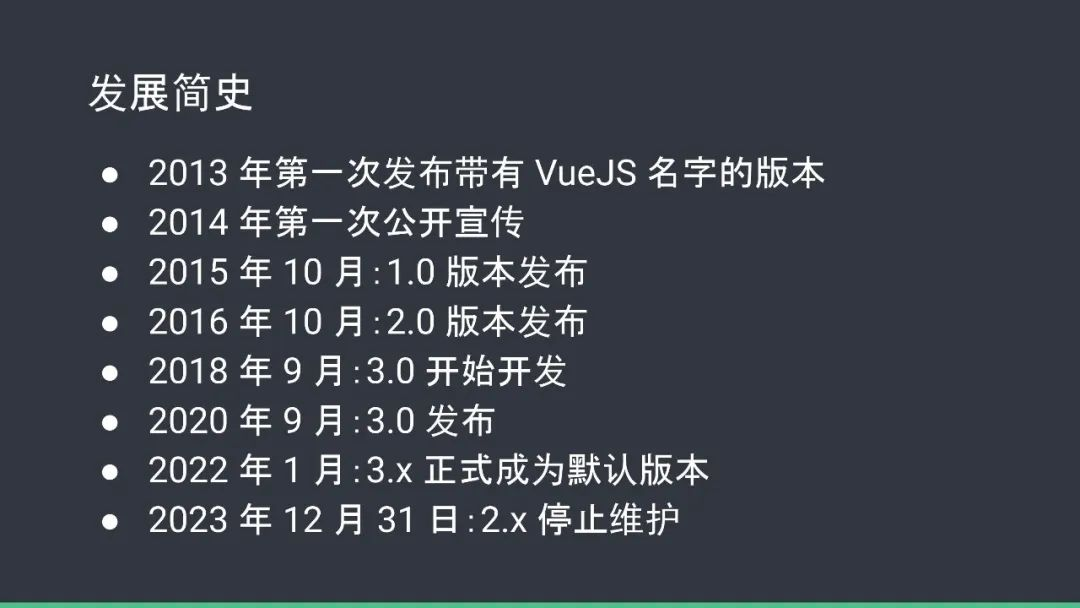 发展简史
● 2013 年第一次发布带有 VueJS 名字的版本
● 2014 年第一次公开宣传
● 2015 年 10 月:1.0 版本发布
● 2016 年 10 月:2.0 版本发布
● 2018 年 9 月:3.0 开始开发
● 2020 年 9 月:3.0 发布
● 2022 年 1 月:3.x 正式成为默认版本
● 2023 年 12 月 31 日:2.x 停止维护